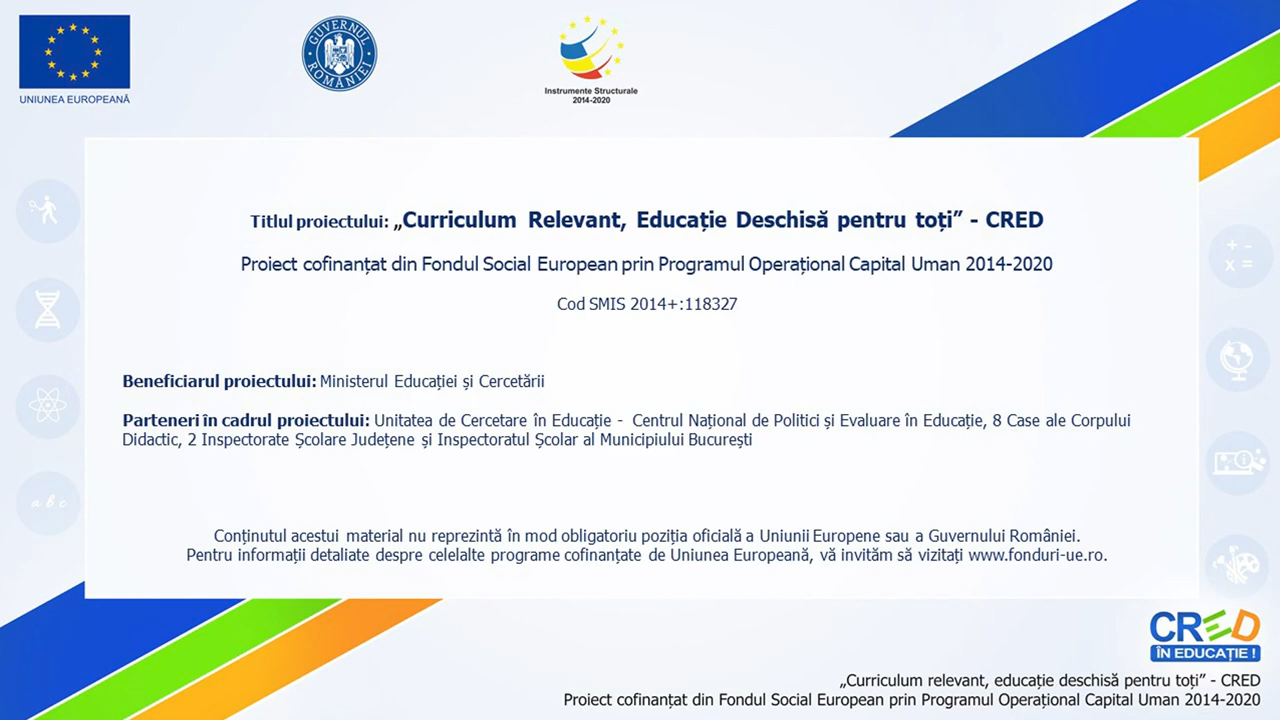 UNIUNEA EUROPEANĂ
GUVERNUL ROMÂNIEI
Instrumente Structurale
2014-2020
Titlul proiectului: „Curriculum Relevant, Educație Deschisă pentru toți” - CRED
Proiect cofinanțat din Fondul Social European prin Programul Operațional Capital Uman 2014-2020
Cod SMIS 2014+:118327
+ -
x =
Beneficiarul proiectului: Ministerul Educației și Cercetării
Parteneri în cadrul proiectului: Unitatea de Cercetare în Educație - Centrul Național de Politici și Evaluare în Educație, 8 Case ale Corpului
Didactic, 2 Inspectorate Școlare Județene și Inspectoratul Școlar al Municipiului București
a b c
Conținutul acestui material nu reprezintă în mod obligatoriu poziția oficială a Uniunii Europene sau a Guvernului României.
Pentru informații detaliate despre celelalte programe cofinanțate de Uniunea Europeană, vă invităm să vizitați www.fonduri-ue.ro.
CRED
ÎN EDUCAȚIE !
„Curriculum relevant, educație deschisă pentru toți” - CRED
Proiect cofinanțat din Fondul Social European prin Programul Operațional Capital Uman 2014-2020